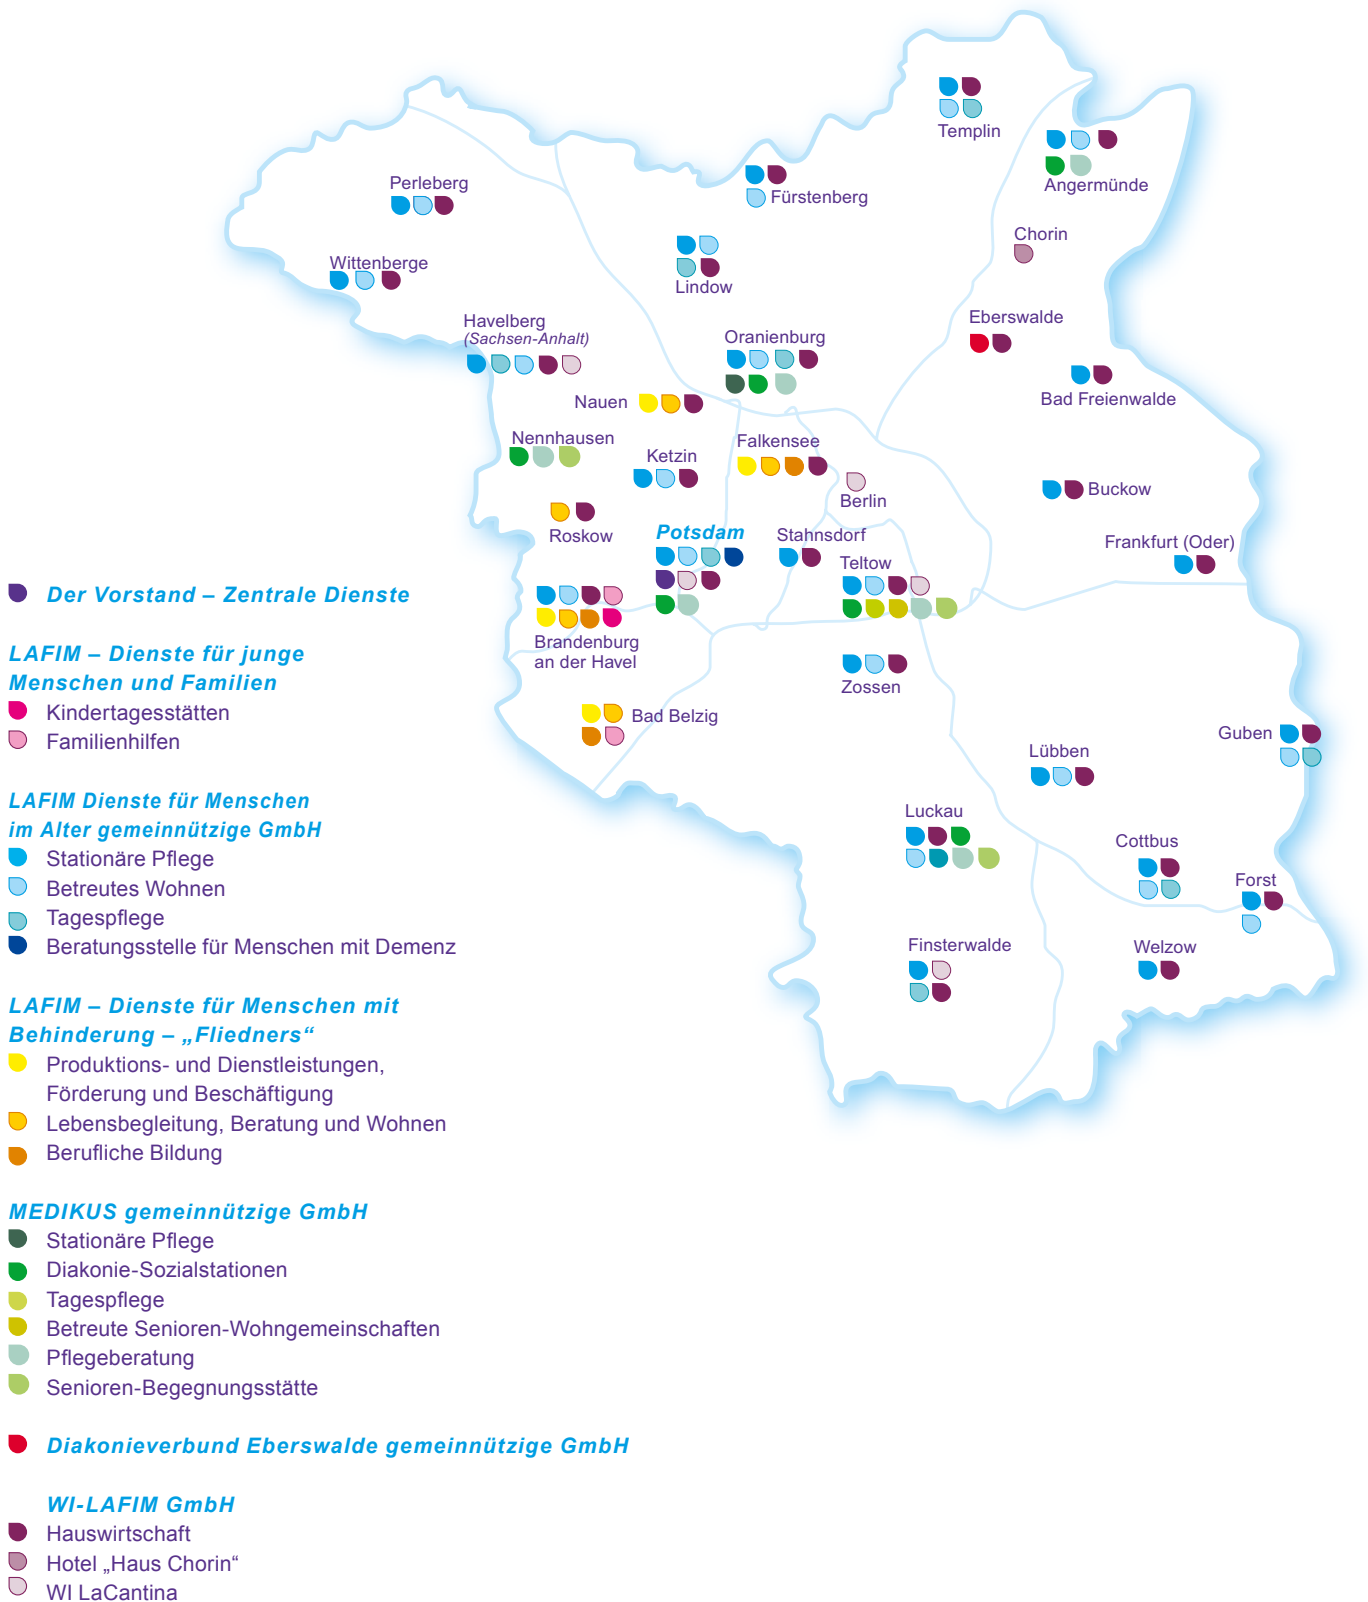 Templin
Angermünde
Perleberg
Fürstenberg
Chorin
Wittenberge
Lindow
Havelberg
(Sachsen-Anhalt)
Oranienburg
Eberswalde
Bad Freienwalde
Nauen
Nennhausen
Ketzin
Falkensee
Berlin
Buckow
Roskow
Potsdam
Stahnsdorf
Frankfurt (Oder)
Teltow
Brandenburg
an der Havel
Zossen
Bad Belzig
Guben
Lübben
Luckau
Cottbus
Forst
Finsterwalde
Welzow
Der Vorstand – Zentrale Dienste
LAFIM – Dienste für junge
Menschen und Familien
Kindertagesstätten
Familienhilfen
LAFIM Dienste für Menschen
im Alter gemeinnützige GmbH
Stationäre Pflege
Betreutes Wohnen
Tagespflege
Beratungsstelle für Menschen mit Demenz
LAFIM – Dienste für Menschen mit
Behinderung – „Fliedners“
Produktions- und Dienstleistungen,
Förderung und Beschäftigung
Lebensbegleitung, Beratung und Wohnen
Berufliche Bildung
MEDIKUS gemeinnützige GmbH
Stationäre Pflege
Diakonie-Sozialstationen
Tagespflege
Betreute Senioren-Wohngemeinschaften
Pflegeberatung
Senioren-Begegnungsstätte
Diakonieverbund Eberswalde gemeinnützige GmbH
WI-LAFIM GmbH
Hauswirtschaft
Hotel „Haus Chorin“
WI LaCantina